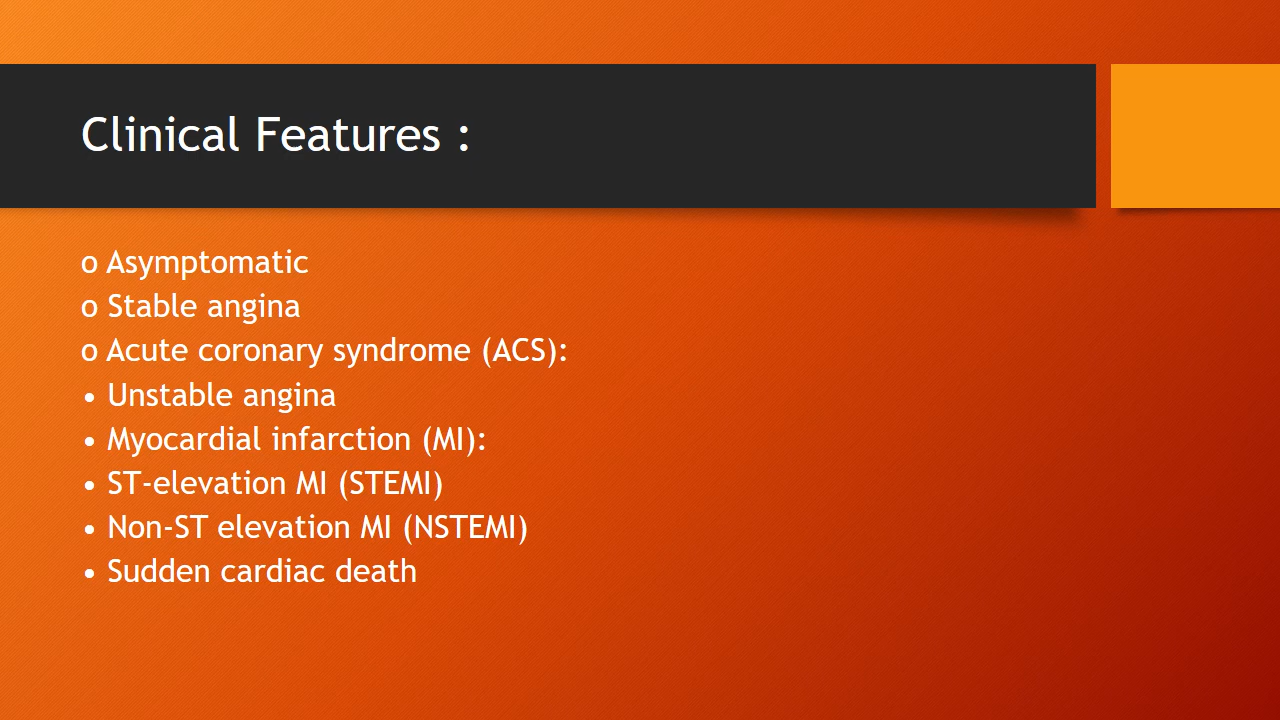 Clinical Features :
o Asymptomatic
o Stable angina
o Acute coronary syndrome (ACS):
• Unstable angina
• Myocardial infarction (MI):
• ST-elevation MI (STEMI)
• Non-ST elevation MI (NSTEMI)
• Sudden cardiac death